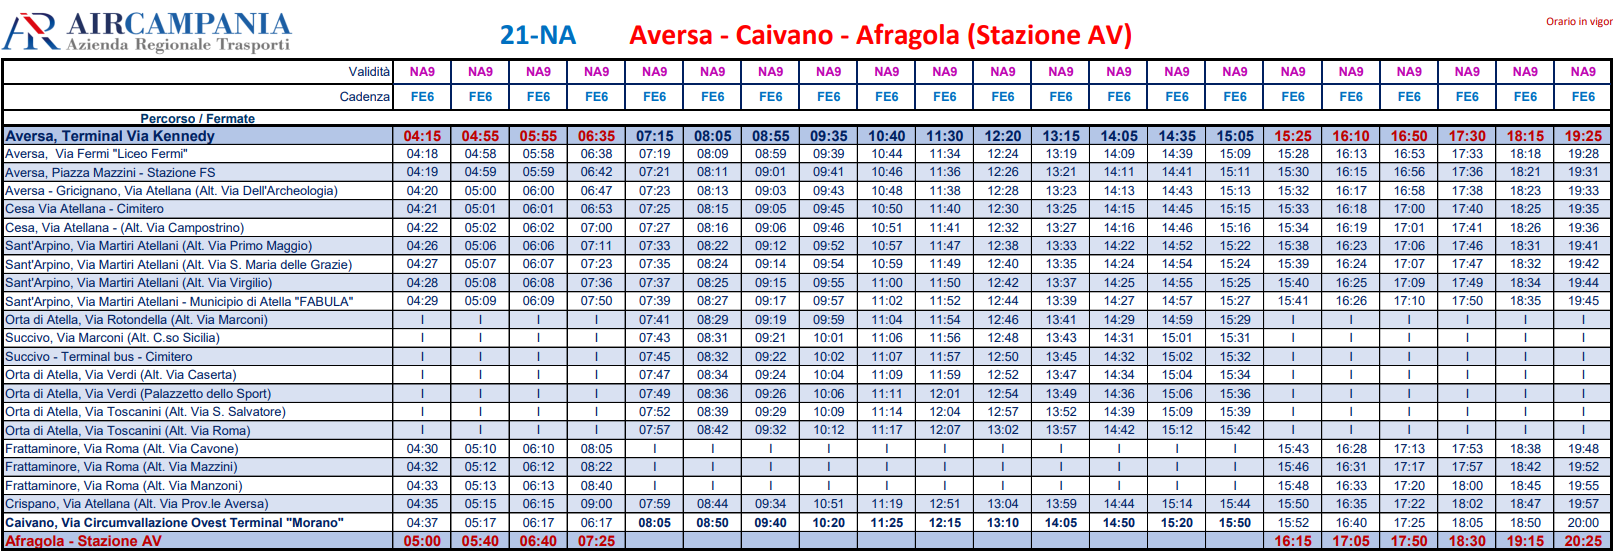 AIRCAMPANIA
Azienda Regionale Trasporti
21-NA Aversa - Caivano - Afragola (Stazione AV)
Orario in vigor
Validità NA9 NA9 NA9 NA9 NA9 NA9 NA9 NA9 NA9 NA9 NA9 NA9 NA9 NA9 NA9 NA9 NA9 NA9 NA9 NA9 NA9
Cadenza FE6 FE6 FE6 FE6 FE6 FE6 FE6 FE6 FE6 FE6 FE6 FE6 FE6 FE6 FE6 FE6 FE6 FE6 FE6 FE6 FE6
Percorso / Fermate
Aversa, Terminal Via Kennedy 04:15 04:55 05:55 06:35 07:15 08:05 08:55 09:35 10:40 11:30 12:20 13:15 14:05 14:35 15:05 15:25 16:10 16:50 17:30 18:15 19:25
Aversa, Via Fermi "Liceo Fermi" 04:18 04:58 05:58 06:38 07:19 08:09 08:59 09:39 10:44 11:34 12:24 13:19 14:09 14:39 15:09 15:28 16:13 16:53 17:33 18:18 19:28
Aversa, Piazza Mazzini - Stazione FS 04:19 04:59 05:59 06:42 07:21 08:11 09:01 09:41 10:46 11:36 12:26 13:21 14:11 14:41 15:11 15:30 16:15 16:56 17:36 18:21 19:31
Aversa - Gricignano, Via Atellana (Alt. Via Dell'Archeologia) 04:20 05:00 06:00 06:47 07:23 08:13 09:03 09:43 10:48 11:38 12:28 13:23 14:13 14:43 15:13 15:32 16:17 16:58 17:38 18:23 19:33
Cesa Via Atellana - Cimitero 04:21 05:01 06:01 06:53 07:25 08:15 09:05 09:45 10:50 11:40 12:30 13:25 14:15 14:45 15:15 15:33 16:18 17:00 17:40 18:25 19:35
Cesa, Via Atellana - (Alt. Via Campostrino) 04:22 05:02 06:02 07:00 07:27 08:16 09:06 09:46 10:51 11:41 12:32 13:27 14:16 14:46 15:16 15:34 16:19 17:01 17:41 18:26 19:36
Sant'Arpino, Via Martiri Atellani (Alt. Via Primo Maggio) 04:26 05:06 06:06 07:11 07:33 08:22 09:12 09:52 10:57 11:47 12:38 13:33 14:22 14:52 15:22 15:38 16:23 17:06 17:46 18:31 19:41
Sant'Arpino, Via Martiri Atellani (Alt. Via S. Maria delle Grazie) 04:27 05:07 06:07 07:23 07:35 08:24 09:14 09:54 10:59 11:49 12:40 13:35 14:24 14:54 15:24 15:39 16:24 17:07 17:47 18:32 19:42
Sant'Arpino, Via Martiri Atellani (Alt. Via Virgilio) 04:28 05:08 06:08 07:36 07:37 08:25 09:15 09:55 11:00 11:50 12:42 13:37 14:25 14:55 15:25 15:40 16:25 17:09 17:49 18:34 19:44
Sant'Arpino, Via Martiri Atellani - Municipio di Atella "FABULA" 04:29 05:09 06:09 07:50 07:39 08:27 09:17 09:57 11:02 11:52 12:44 13:39 14:27 14:57 15:27 15:41 16:26 17:10 17:50 18:35 19:45
Orta di Atella, Via Rotondella (Alt. Via Marconi) I I I I 07:41 08:29 09:19 09:59 11:04 11:54 12:46 13:41 14:29 14:59 15:29 I I I I I I
Succivo, Via Marconi (Alt. C.so Sicilia) I I I I 07:43 08:31 09:21 10:01 11:06 11:56 12:48 13:43 14:31 15:01 15:31 I I I I I I
Succivo - Terminal bus - Cimitero I I I I 07:45 08:32 09:22 10:02 11:07 11:57 12:50 13:45 14:32 15:02 15:32 I I I I I I
Orta di Atella, Via Verdi (Alt. Via Caserta) I I I I 07:47 08:34 09:24 10:04 11:09 11:59 12:52 13:47 14:34 15:04 15:34 I I I I I I
Orta di Atella, Via Verdi (Palazzetto dello Sport) I I I I 07:49 08:36 09:26 10:06 11:11 12:01 12:54 13:49 14:36 15:06 15:36 I I I I I I
Orta di Atella, Via Toscanini (Alt. Via S. Salvatore) I I I I 07:52 08:39 09:29 10:09 11:14 12:04 12:57 13:52 14:39 15:09 15:39 I I I I I I
Orta di Atella, Via Toscanini (Alt. Via Roma) I I I I 07:57 08:42 09:32 10:12 11:17 12:07 13:02 13:57 14:42 15:12 15:42 I I I I I I
Frattaminore, Via Roma (Alt. Via Cavone) 04:30 05:10 06:10 08:05 I I I I I I I I I I I 15:43 16:28 17:13 17:53 18:38 19:48
Frattaminore, Via Roma (Alt. Via Mazzini) 04:32 05:12 06:12 08:22 I I I I I I I I I I I 15:46 16:31 17:17 17:57 18:42 19:52
Frattaminore, Via Roma (Alt. Via Manzoni) 04:33 05:13 06:13 08:40 I I I I I I I I I I I 15:48 16:33 17:20 18:00 18:45 19:55
Crispano, Via Atellana (Alt. Via Prov.le Aversa) 04:35 05:15 06:15 09:00 07:59 08:44 09:34 10:51 11:19 12:51 13:04 13:59 14:44 15:14 15:44 15:50 16:35 17:22 18:02 18:47 19:57
Caivano, Via Circumvallazione Ovest Terminal "Morano" 04:37 05:17 06:17 06:17 08:05 08:50 09:40 10:20 11:25 12:15 13:10 14:05 14:50 15:20 15:50 15:52 16:40 17:25 18:05 18:50 20:00
Afragola - Stazione AV 05:00 05:40 06:40 07:25 16:15 17:05 17:50 18:30 19:15 20:25